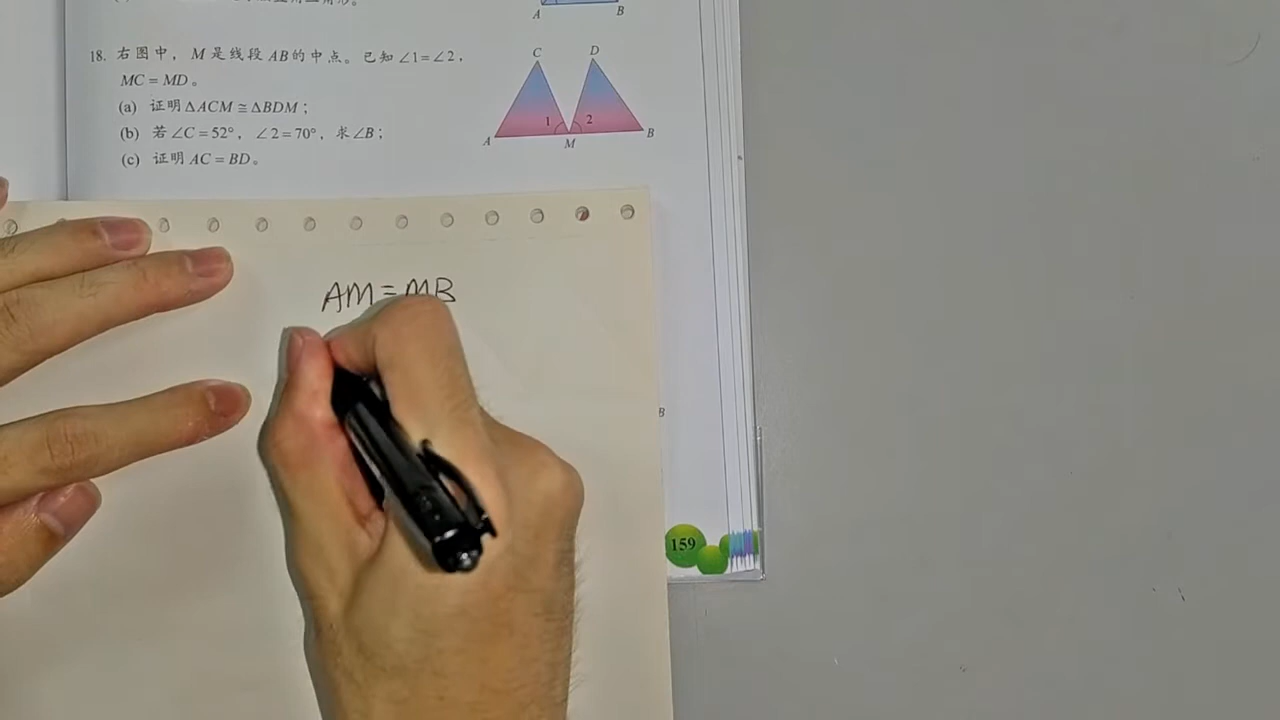 A B
18. 右图中，M 是线段 AB 的中点。已知 ∠1=∠2，
MC = MD。
(a) 证明 ΔACM ≅ ΔBDM；
(b) 若 ∠C = 52°，∠2 = 70°，求 ∠B；
(c) 证明 AC = BD。
C D
1 2
A M B
AM = MB
B
159